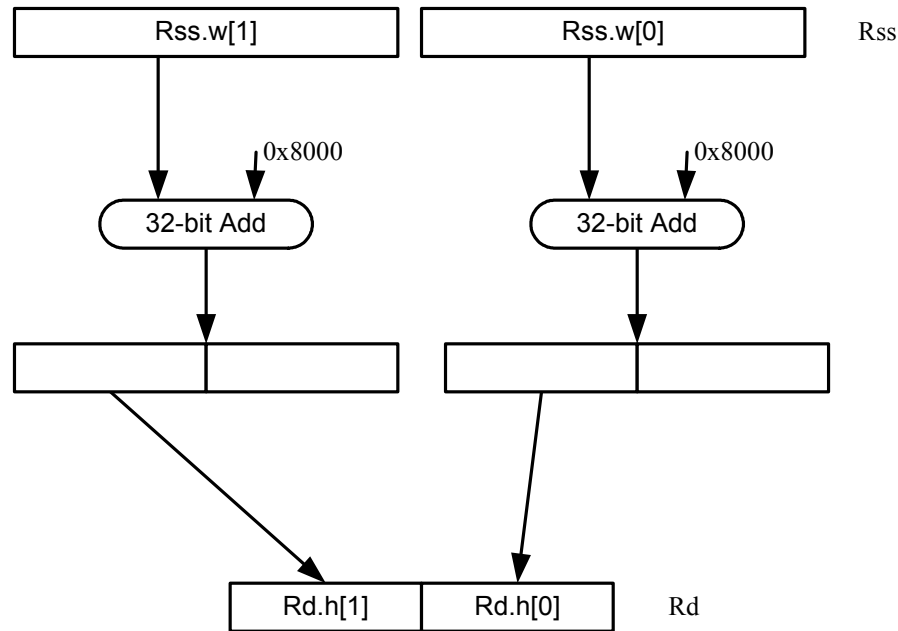 Rss.w[1] Rss.w[0] Rss
0x8000 0x8000
32-bit Add 32-bit Add
Rd.h[1] Rd.h[0] Rd